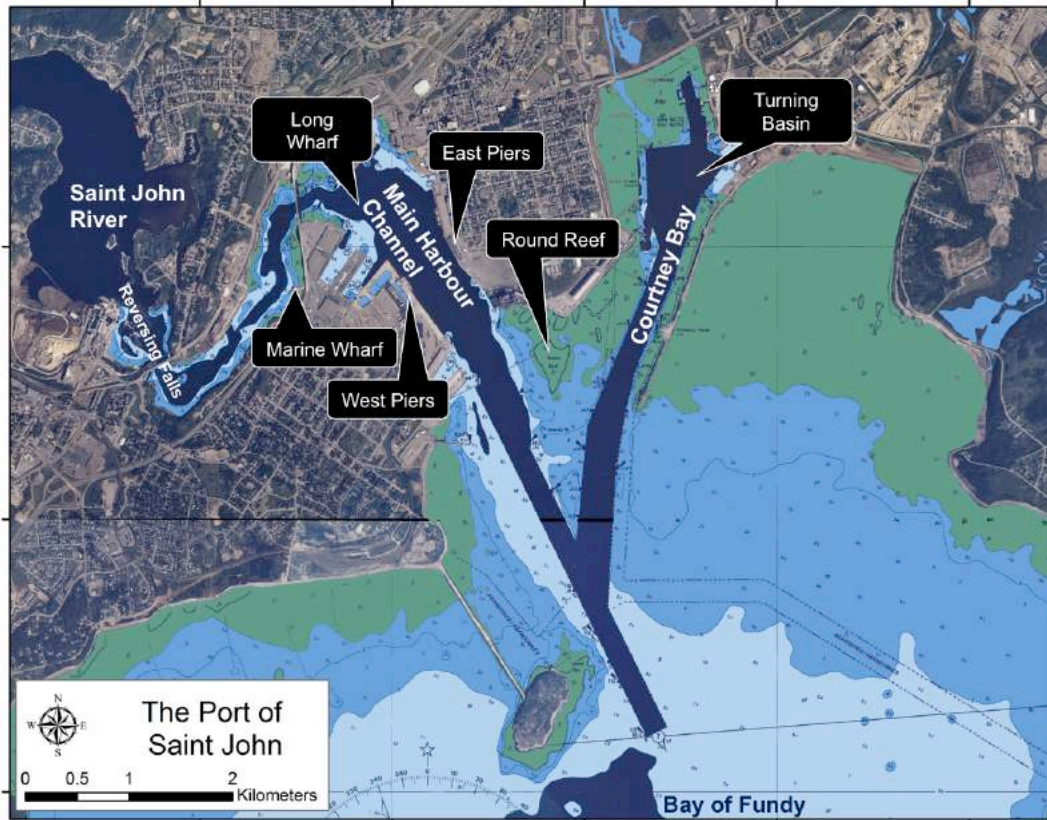 Long
Wharf
East Piers
Turning
Basin
Saint John
River
Main Harbour
Channel
Round Reef
Courtney Bay
Reversing Falls
Marine Wharf
West Piers
N
W
E
S
The Port of
Saint John
0 0.5 1 2
Kilometers
Bay of Fundy